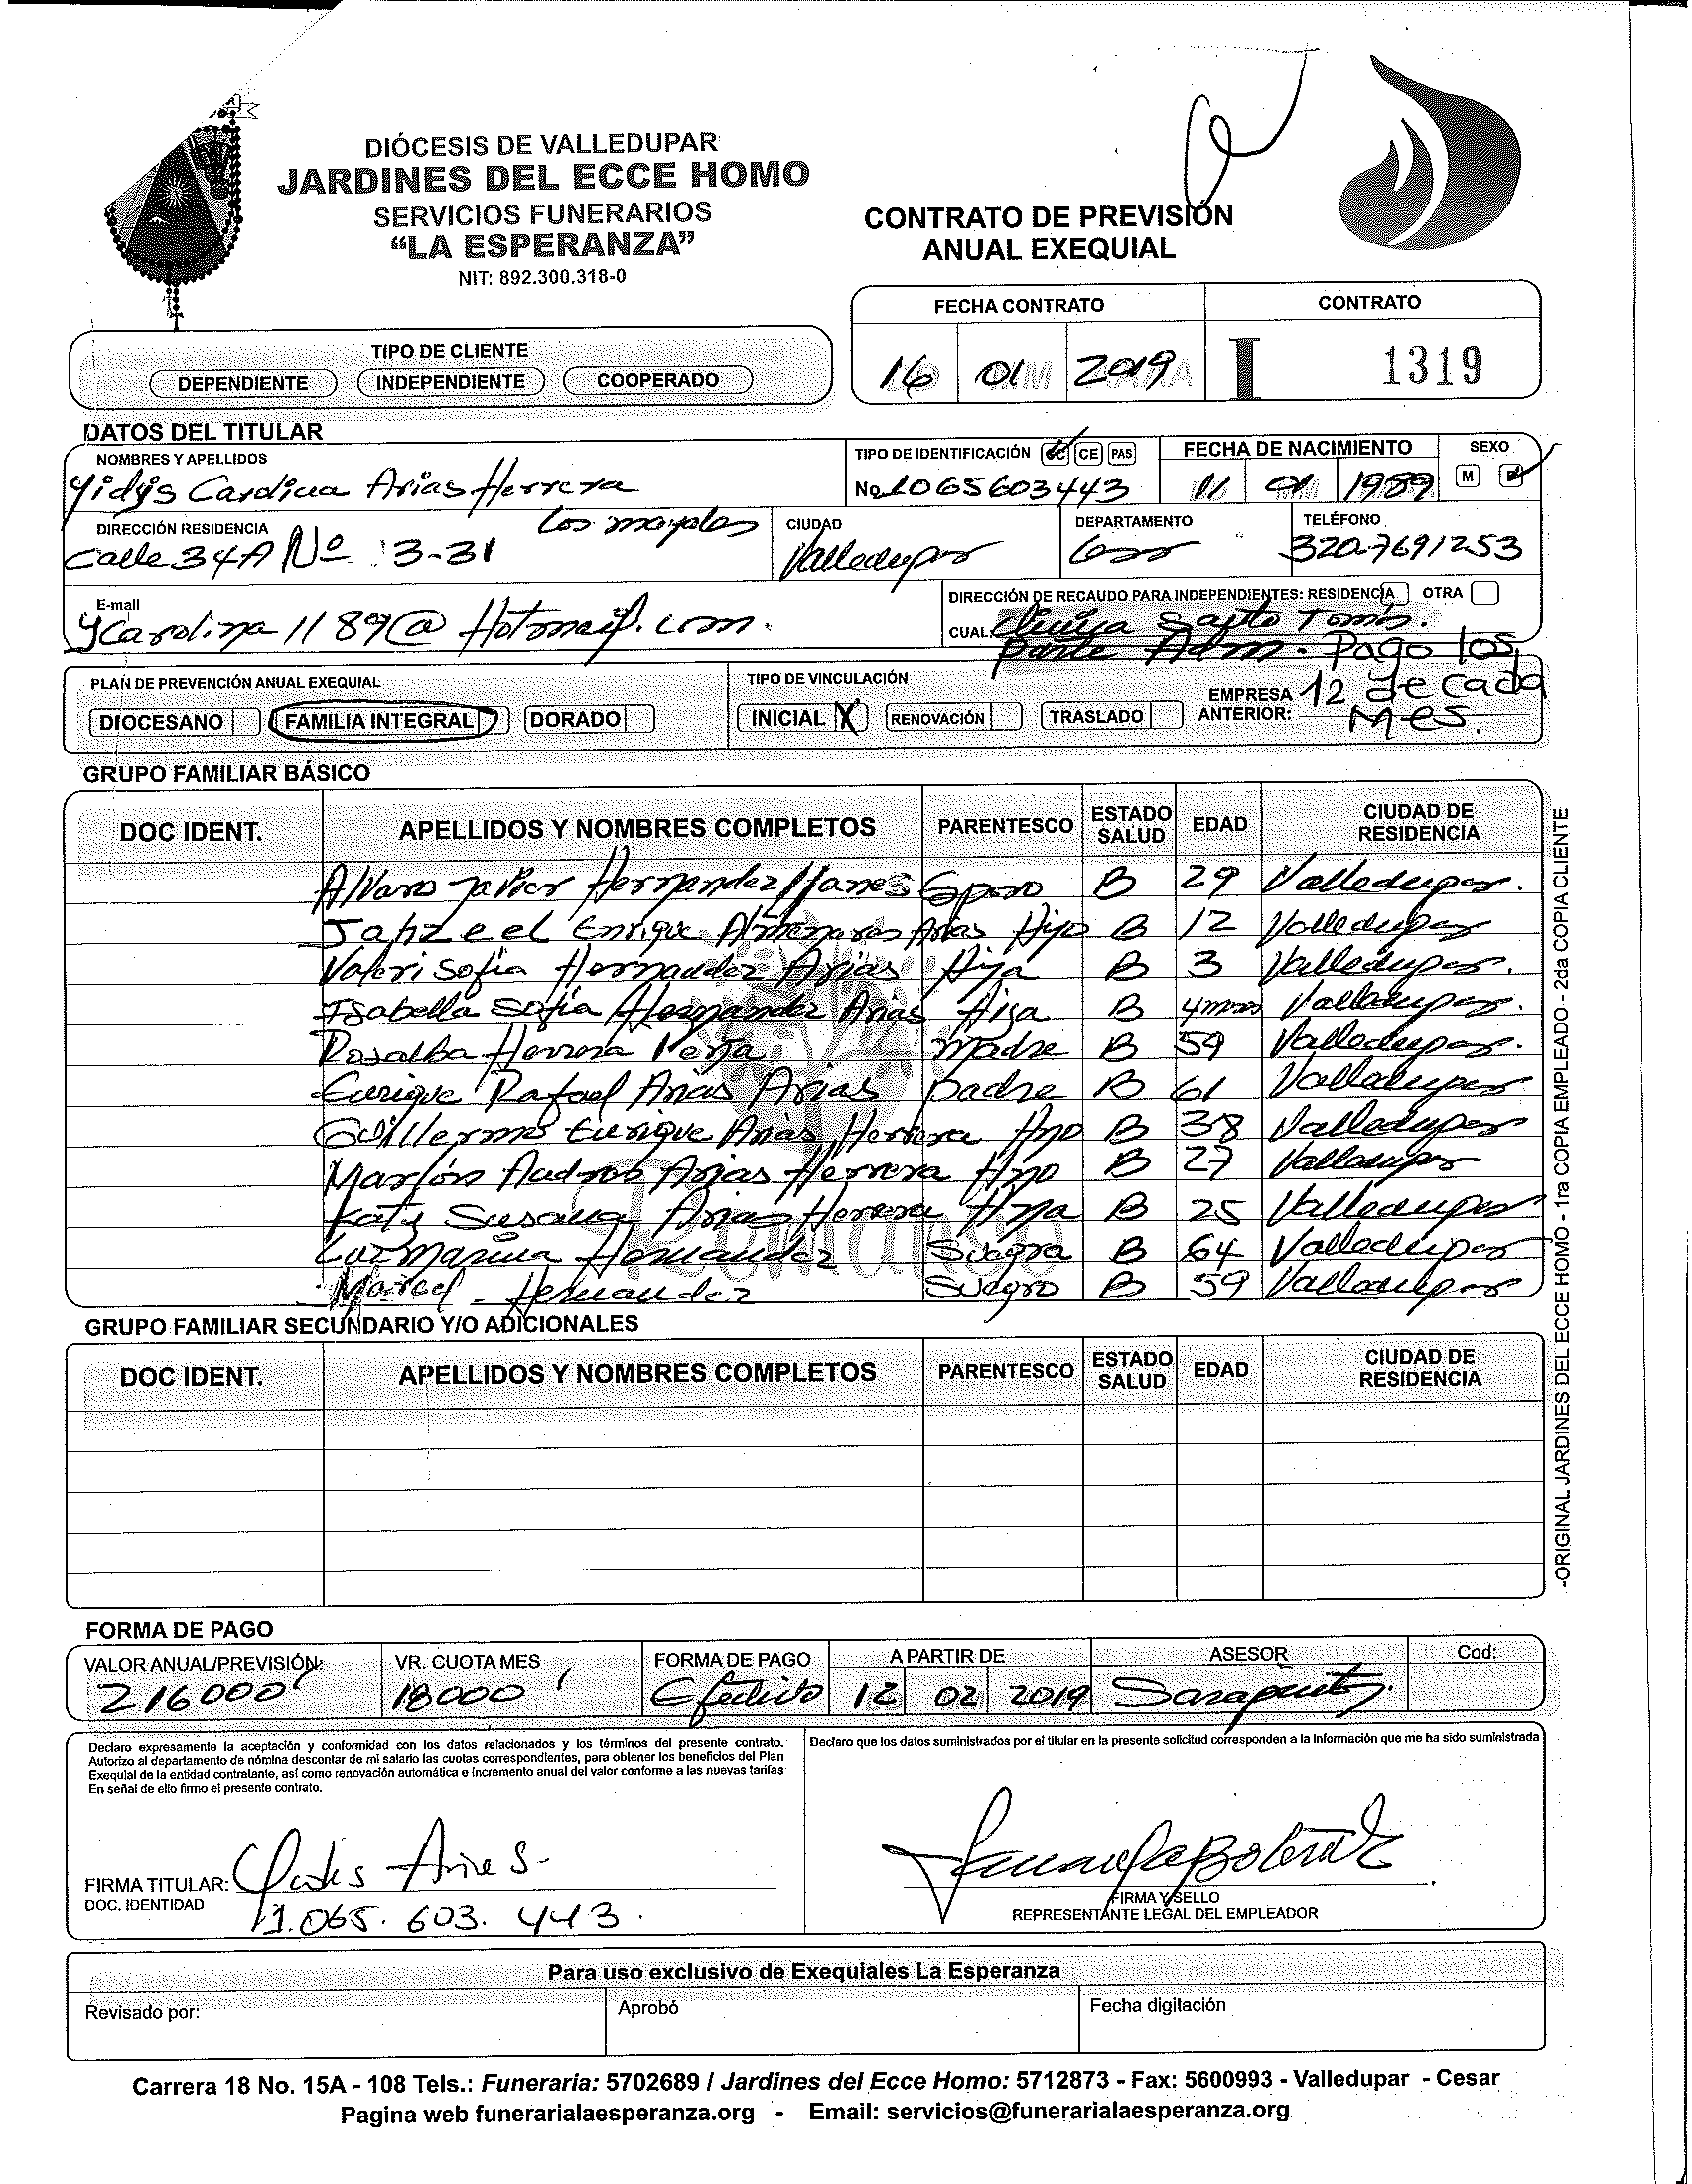 DIÓCESIS DE VALLEDUPAR
JARDINES DEL ECCE HOMO
SERVICIOS FUNERARIOS
“LA ESPERANZA”
NIT: 892.300.318-0
CONTRATO DE PREVISIÓN
ANUAL EXEQUIAL
FECHA CONTRATO CONTRATO
16 01 2019 I 1319
TIPO DE CLIENTE
DEPENDIENTE INDEPENDIENTE COOPERADO
DATOS DEL TITULAR
NOMBRES Y APELLIDOS TIPO DE IDENTIFICACIÓN CC CE PAS FECHA DE NACIMIENTO SEXO
Yidys Carolina Arias Herrera No 1065603443 11 01 1989 M F
DIRECCIÓN RESIDENCIA Los mayales CIUDAD DEPARTAMENTO TELÉFONO
Calle 34A No 3-31 Valledupar Cesar 320-7691253
E-mail DIRECCIÓN DE RECAUDO PARA INDEPENDIENTES: RESIDENCIA OTRA
Ycarolina1189@Hotmail.com. CUAL: Clinica Santo Tomás.
Parte Adm. Pago los
PLAN DE PREVENCIÓN ANUAL EXEQUIAL TIPO DE VINCULACIÓN EMPRESA 12 de cada
DIOCESANO FAMILIA INTEGRAL DORADO INICIAL X RENOVACIÓN TRASLADO ANTERIOR: Mes.
GRUPO FAMILIAR BÁSICO
DOC IDENT. APELLIDOS Y NOMBRES COMPLETOS PARENTESCO ESTADO SALUD EDAD CIUDAD DE RESIDENCIA
Alvaro Javier Hernandez Llanes Esposo B 29 Valledupar.
Jahzeel Enrique Almenares Arias Hijo B 12 Valledupar
Valeri Sofia Hernandez Arias Hija B 3 Valledupar.
Isabella Sofia Hernandez Arias Hija B 4 meses Valledupar.
Rosalba Herrera madre B 59 Valledupar.
Enrique Rafael Arias Arias padre B 61 Valledupar
Guillermo Enrique Arias Herrera Hno B 38 Valledupar
Marlon Andres Arias Herrera Hno B 27 Valledupar
Katy Susana Arias Herrera Hna B 25 Valledupar
Luz Marina Hernandez Suegra B 64 Valledupar
Hernandez Suegro B 59 Valledupar
Remanso
GRUPO FAMILIAR SECUNDARIO Y/O ADICIONALES
DOC IDENT. APELLIDOS Y NOMBRES COMPLETOS PARENTESCO ESTADO SALUD EDAD CIUDAD DE RESIDENCIA
-ORIGINAL JARDINES DEL ECCE HOMO - 1ra COPIA EMPLEADO - 2da COPIA CLIENTE
FORMA DE PAGO
VALOR ANUAL/PREVISIÓN: VR. CUOTA MES FORMA DE PAGO A PARTIR DE ASESOR Cod:
216000 18000 Efectivo 12 02 2019
Declaro expresamente la aceptación y conformidad con los datos relacionados y los términos del presente contrato.
Autorizo al departamento de nómina descontar de mi salario las cuotas correspondientes, para obtener los beneficios del Plan
Exequial de la entidad contratante, así como renovación automática e incremento anual del valor conforme a las nuevas tarifas
En señal de ello firmo el presente contrato.
Declaro que los datos suministrados por el titular en la presente solicitud corresponden a la información que me ha sido suministrada
FIRMA TITULAR: Arias
DOC. IDENTIDAD 1.065.603.443.
FIRMA Y SELLO
REPRESENTANTE LEGAL DEL EMPLEADOR
Para uso exclusivo de Exequiales La Esperanza
Revisado por: Aprobó Fecha digitación
Carrera 18 No. 15A - 108 Tels.: Funeraria: 5702689 / Jardines del Ecce Homo: 5712873 - Fax: 5600993 - Valledupar - Cesar
Pagina web funerarialaesperanza.org - Email: servicios@funerarialaesperanza.org